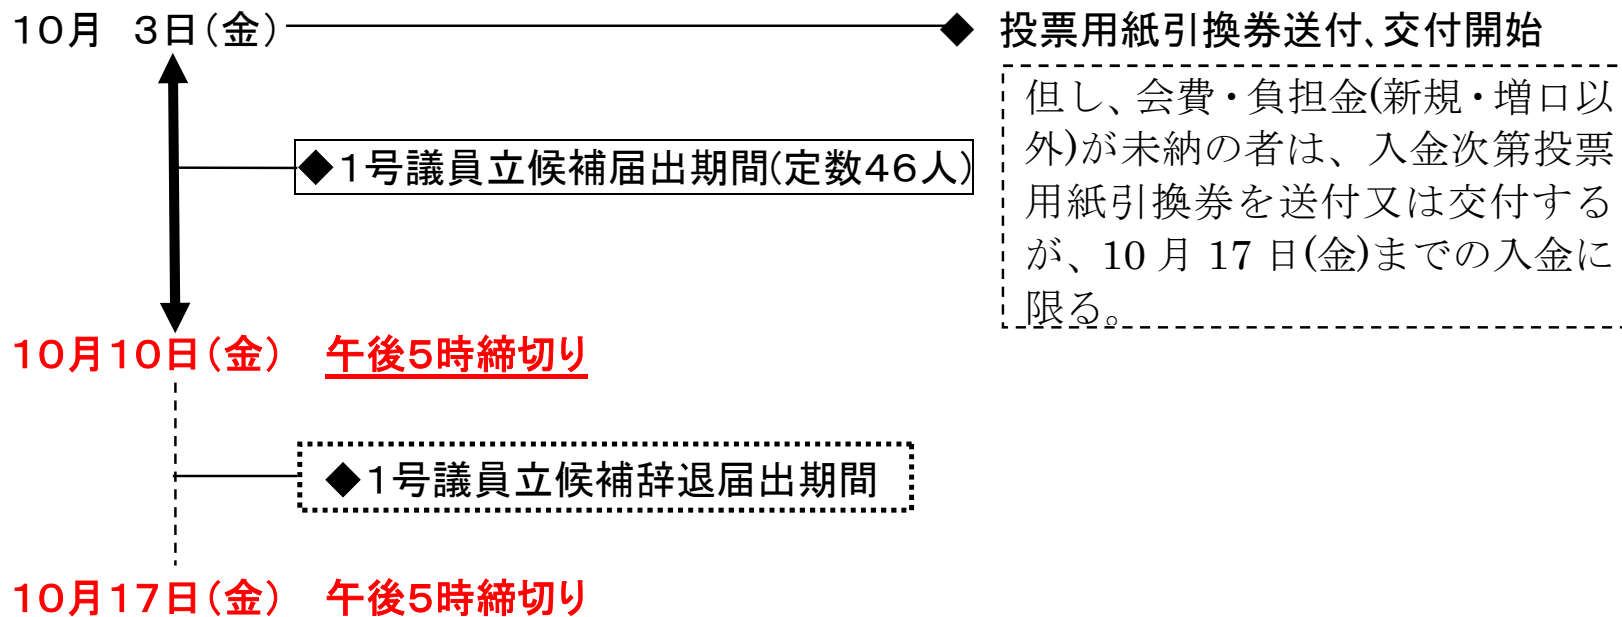 10月　3日（金）
◆　投票用紙引換券送付、交付開始
但し、会費・負担金(新規・増口以
外)が未納の者は、入金次第投票
用紙引換券を送付又は交付する
が、10月17日(金)までの入金に
限る。
◆1号議員立候補届出期間(定数46人)
10月10日（金）　午後5時締切り
◆1号議員立候補辞退届出期間
10月17日（金）　午後5時締切り